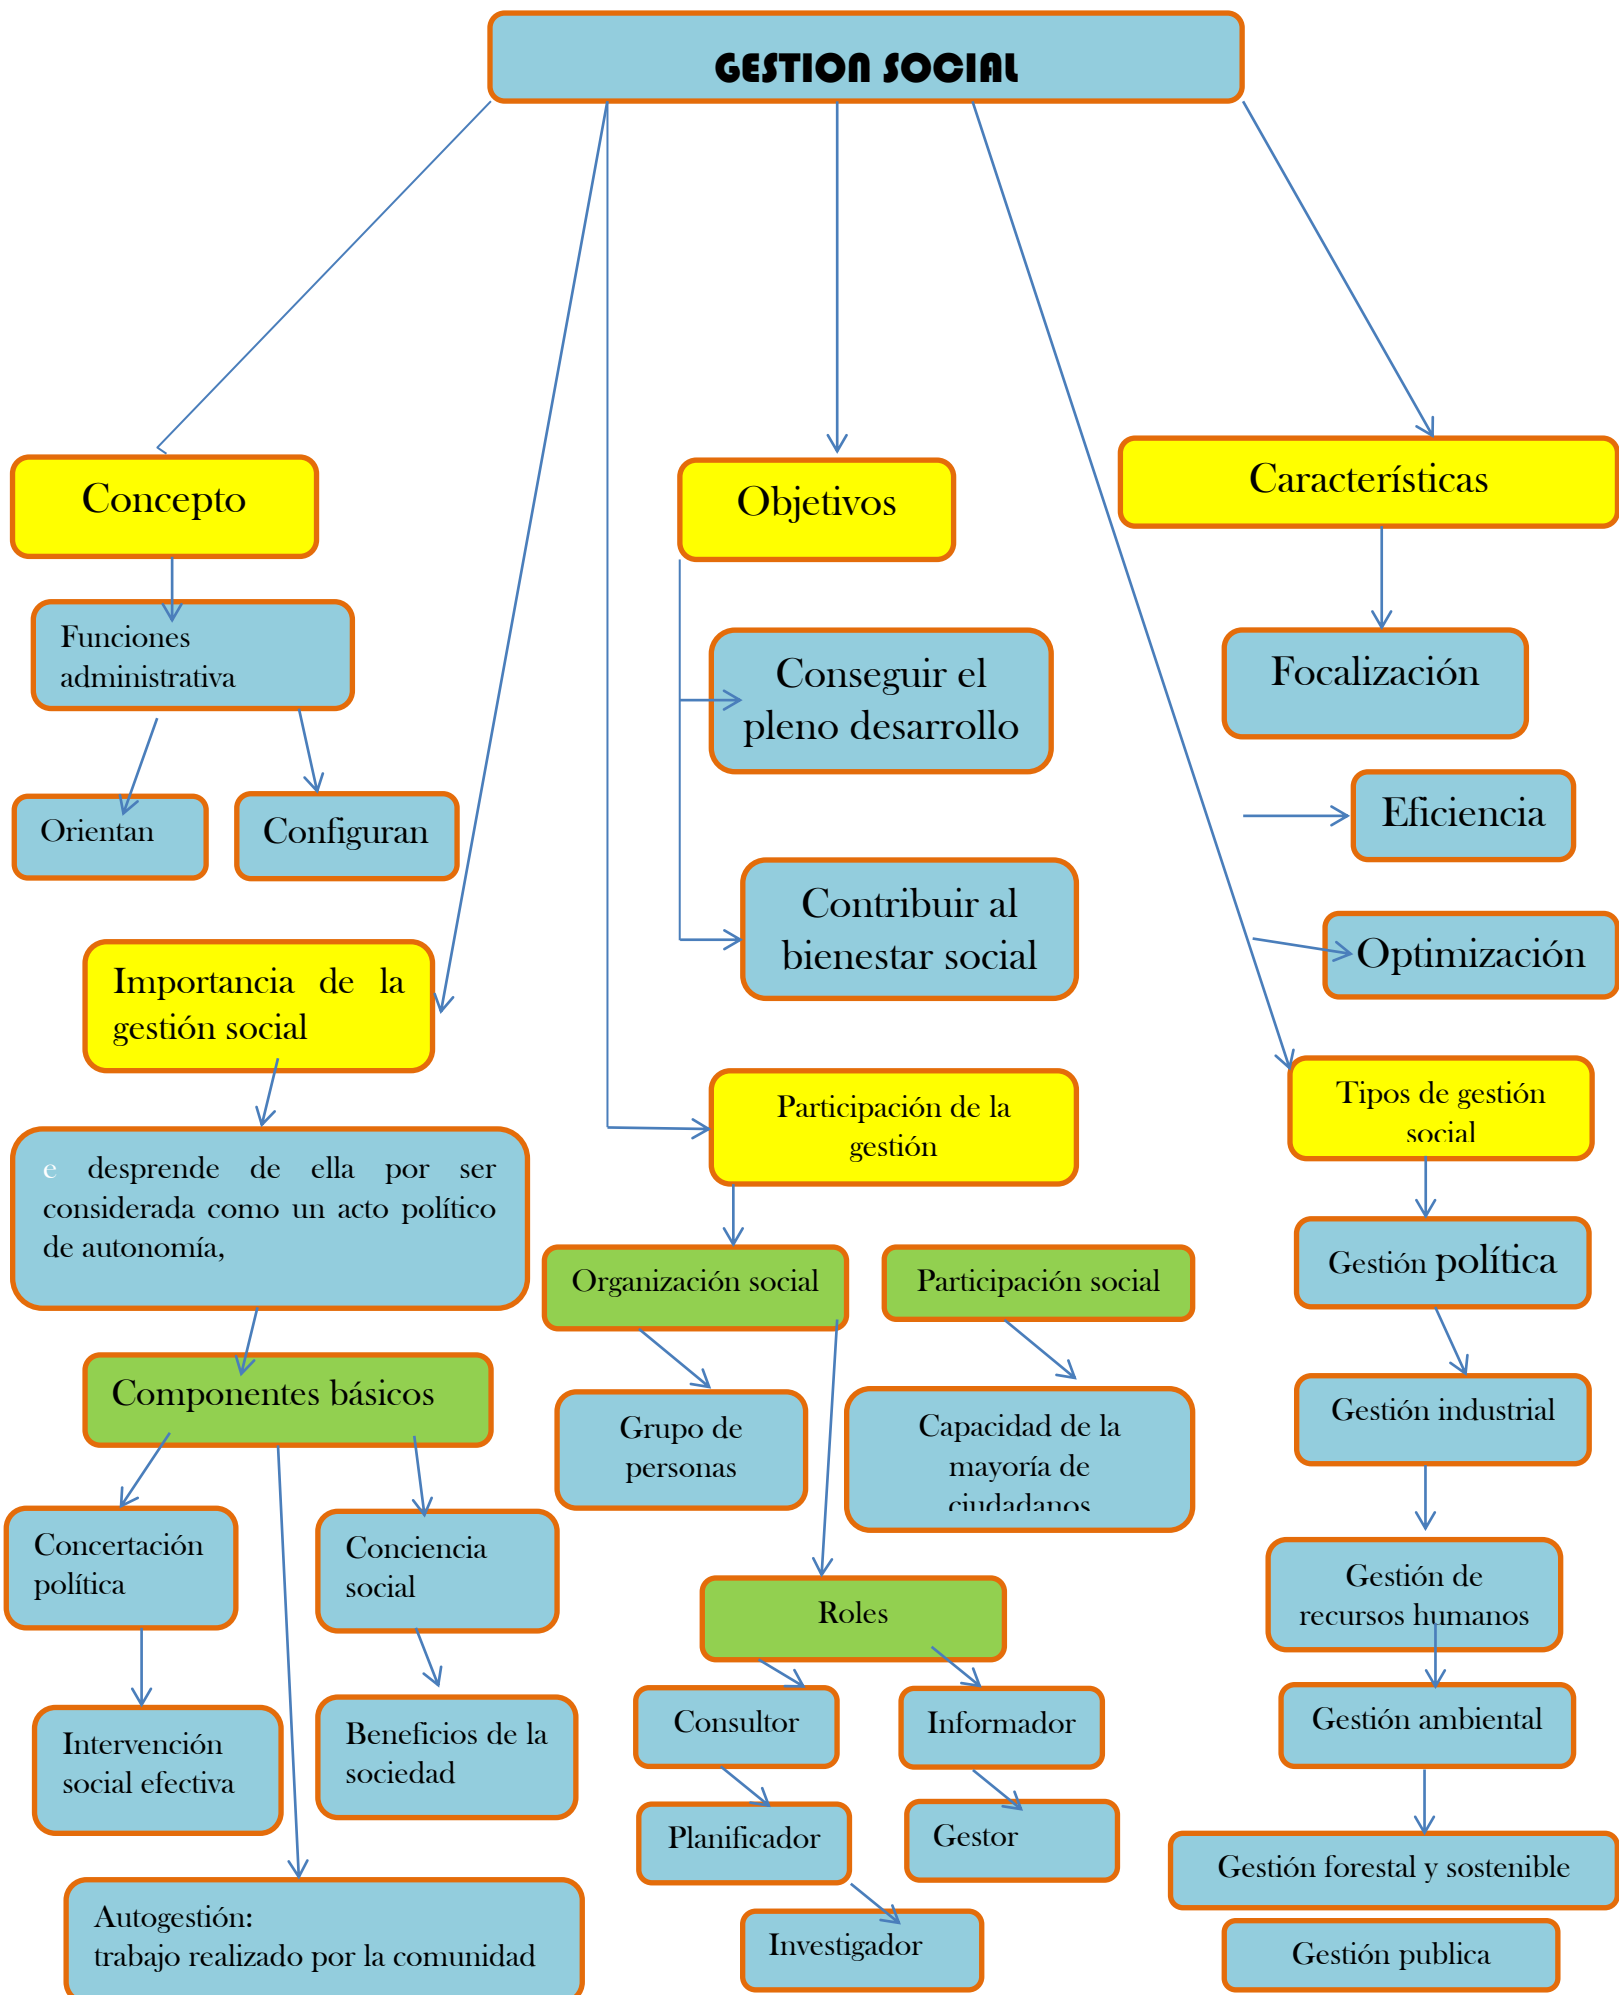 GESTION SOCIAL
Concepto
Funciones
administrativa
Orientan
Configuran
Importancia de la
gestión social
e desprende de ella por ser
considerada como un acto político
de autonomía,
Componentes básicos
Concertación
política
Conciencia
social
Intervención
social efectiva
Beneficios de la
sociedad
Autogestión:
trabajo realizado por la comunidad
Objetivos
Conseguir el
pleno desarrollo
Contribuir al
bienestar social
Participación de la
gestión
Organización social
Participación social
Grupo de
personas
Capacidad de la
mayoría de
ciudadanos
Roles
Consultor
Informador
Planificador
Gestor
Investigador
Características
Focalización
Eficiencia
Optimización
Tipos de gestión
social
Gestión política
Gestión industrial
Gestión de
recursos humanos
Gestión ambiental
Gestión forestal y sostenible
Gestión publica